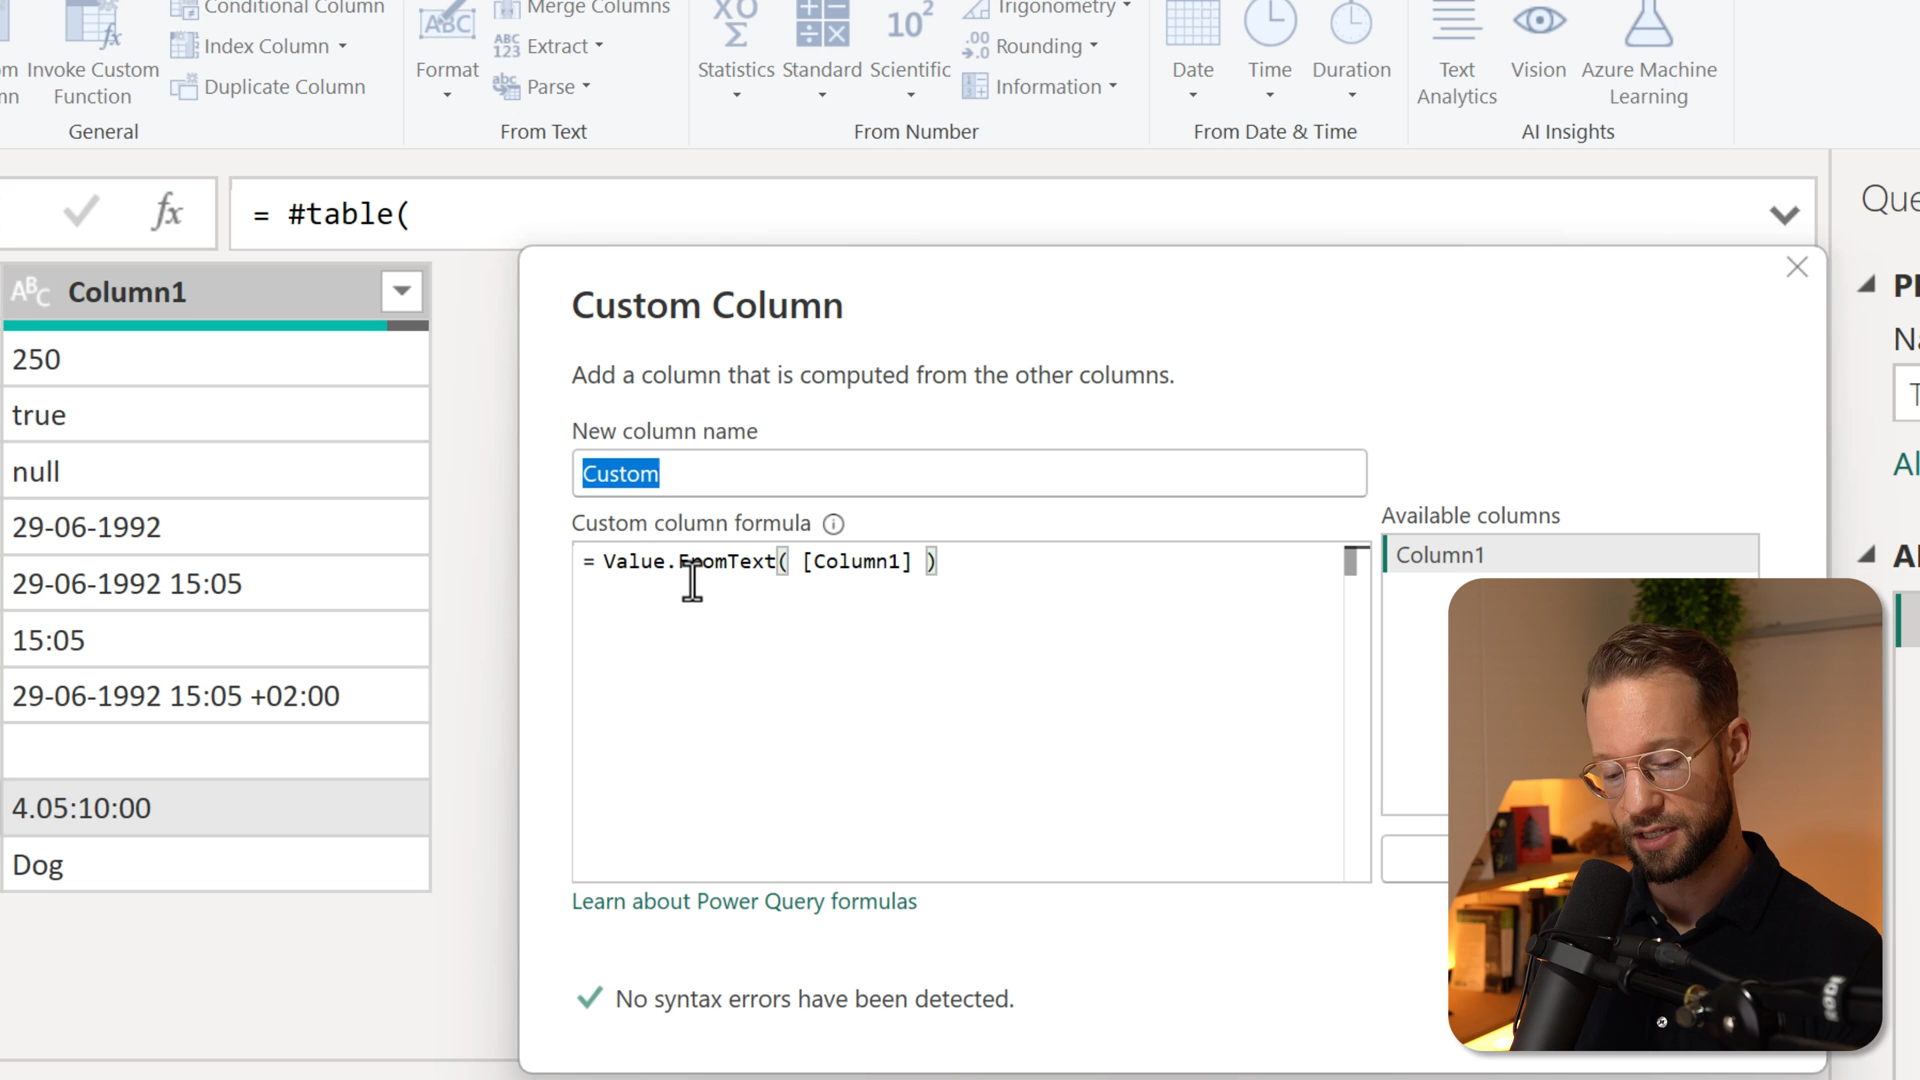 Conditional Column
Merge Columns
Trigonometry
Index Column
Extract
Rounding
Invoke Custom
Function
Format
Statistics
Standard
Scientific
Date
Time
Duration
Text
Analytics
Vision
Azure Machine
Learning
Duplicate Column
Parse
Information
General
From Text
From Number
From Date & Time
AI Insights
fx
= #table(
Column1
250
true
null
29-06-1992
29-06-1992 15:05
15:05
29-06-1992 15:05 +02:00
4.05:10:00
Dog
Custom Column
Add a column that is computed from the other columns.
New column name
Custom
Custom column formula
= Value.FromText( [Column1] )
Available columns
Column1
Learn about Power Query formulas
No syntax errors have been detected.